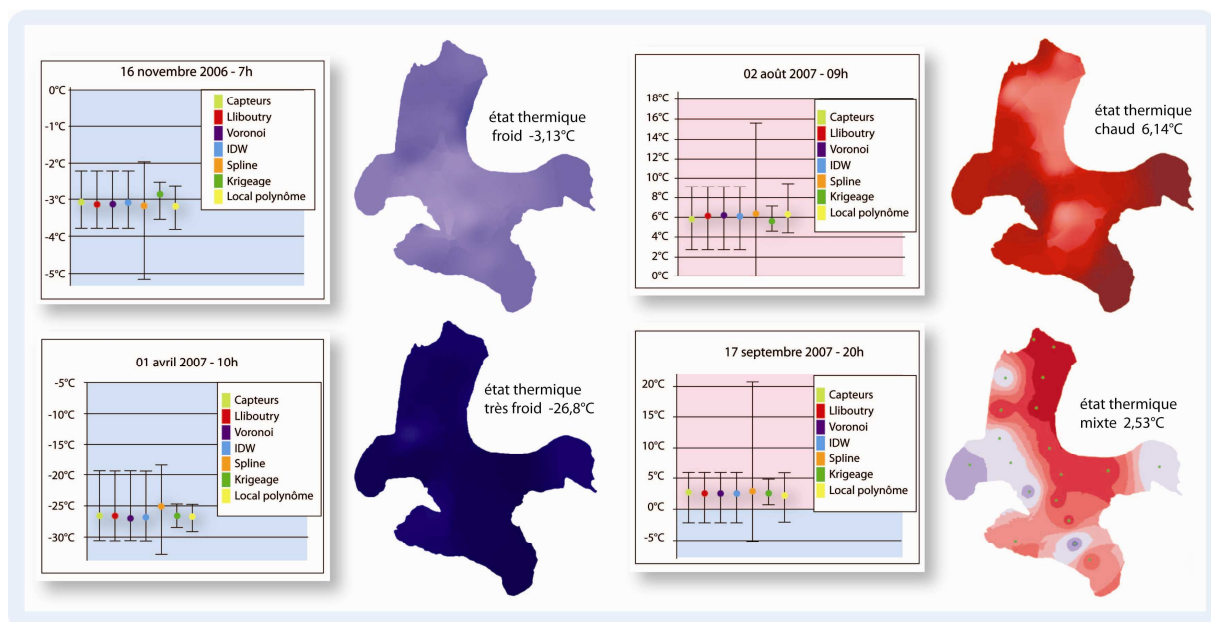 16 novembre 2006 - 7h
0°C
-1°C
-2°C
-3°C
-4°C
-5°C
Capteurs
Lliboutry
Voronoi
IDW
Spline
Krigeage
Local polynôme
état thermique
froid -3,13°C
02 août 2007 - 09h
18°C
16°C
14°C
12°C
10°C
8°C
6°C
4°C
2°C
0°C
Capteurs
Lliboutry
Voronoi
IDW
Spline
Krigeage
Local polynôme
état thermique
chaud 6,14°C
01 avril 2007 - 10h
-5°C
-10°C
-15°C
-20°C
-25°C
-30°C
Capteurs
Lliboutry
Voronoi
IDW
Spline
Krigeage
Local polynôme
état thermique
très froid -26,8°C
17 septembre 2007 - 20h
20°C
15°C
10°C
5°C
0°C
-5°C
Capteurs
Lliboutry
Voronoi
IDW
Spline
Krigeage
Local polynôme
état thermique
mixte 2,53°C